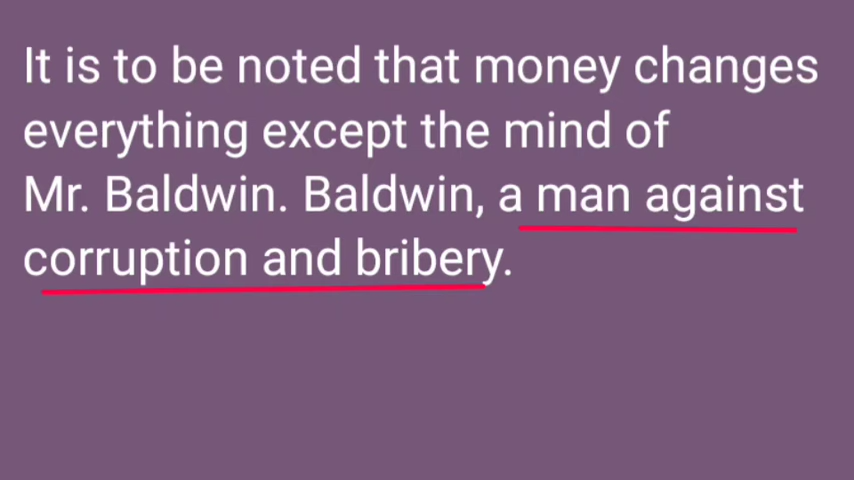 It is to be noted that money changes
everything except the mind of
Mr. Baldwin. Baldwin, a man against
corruption and bribery.